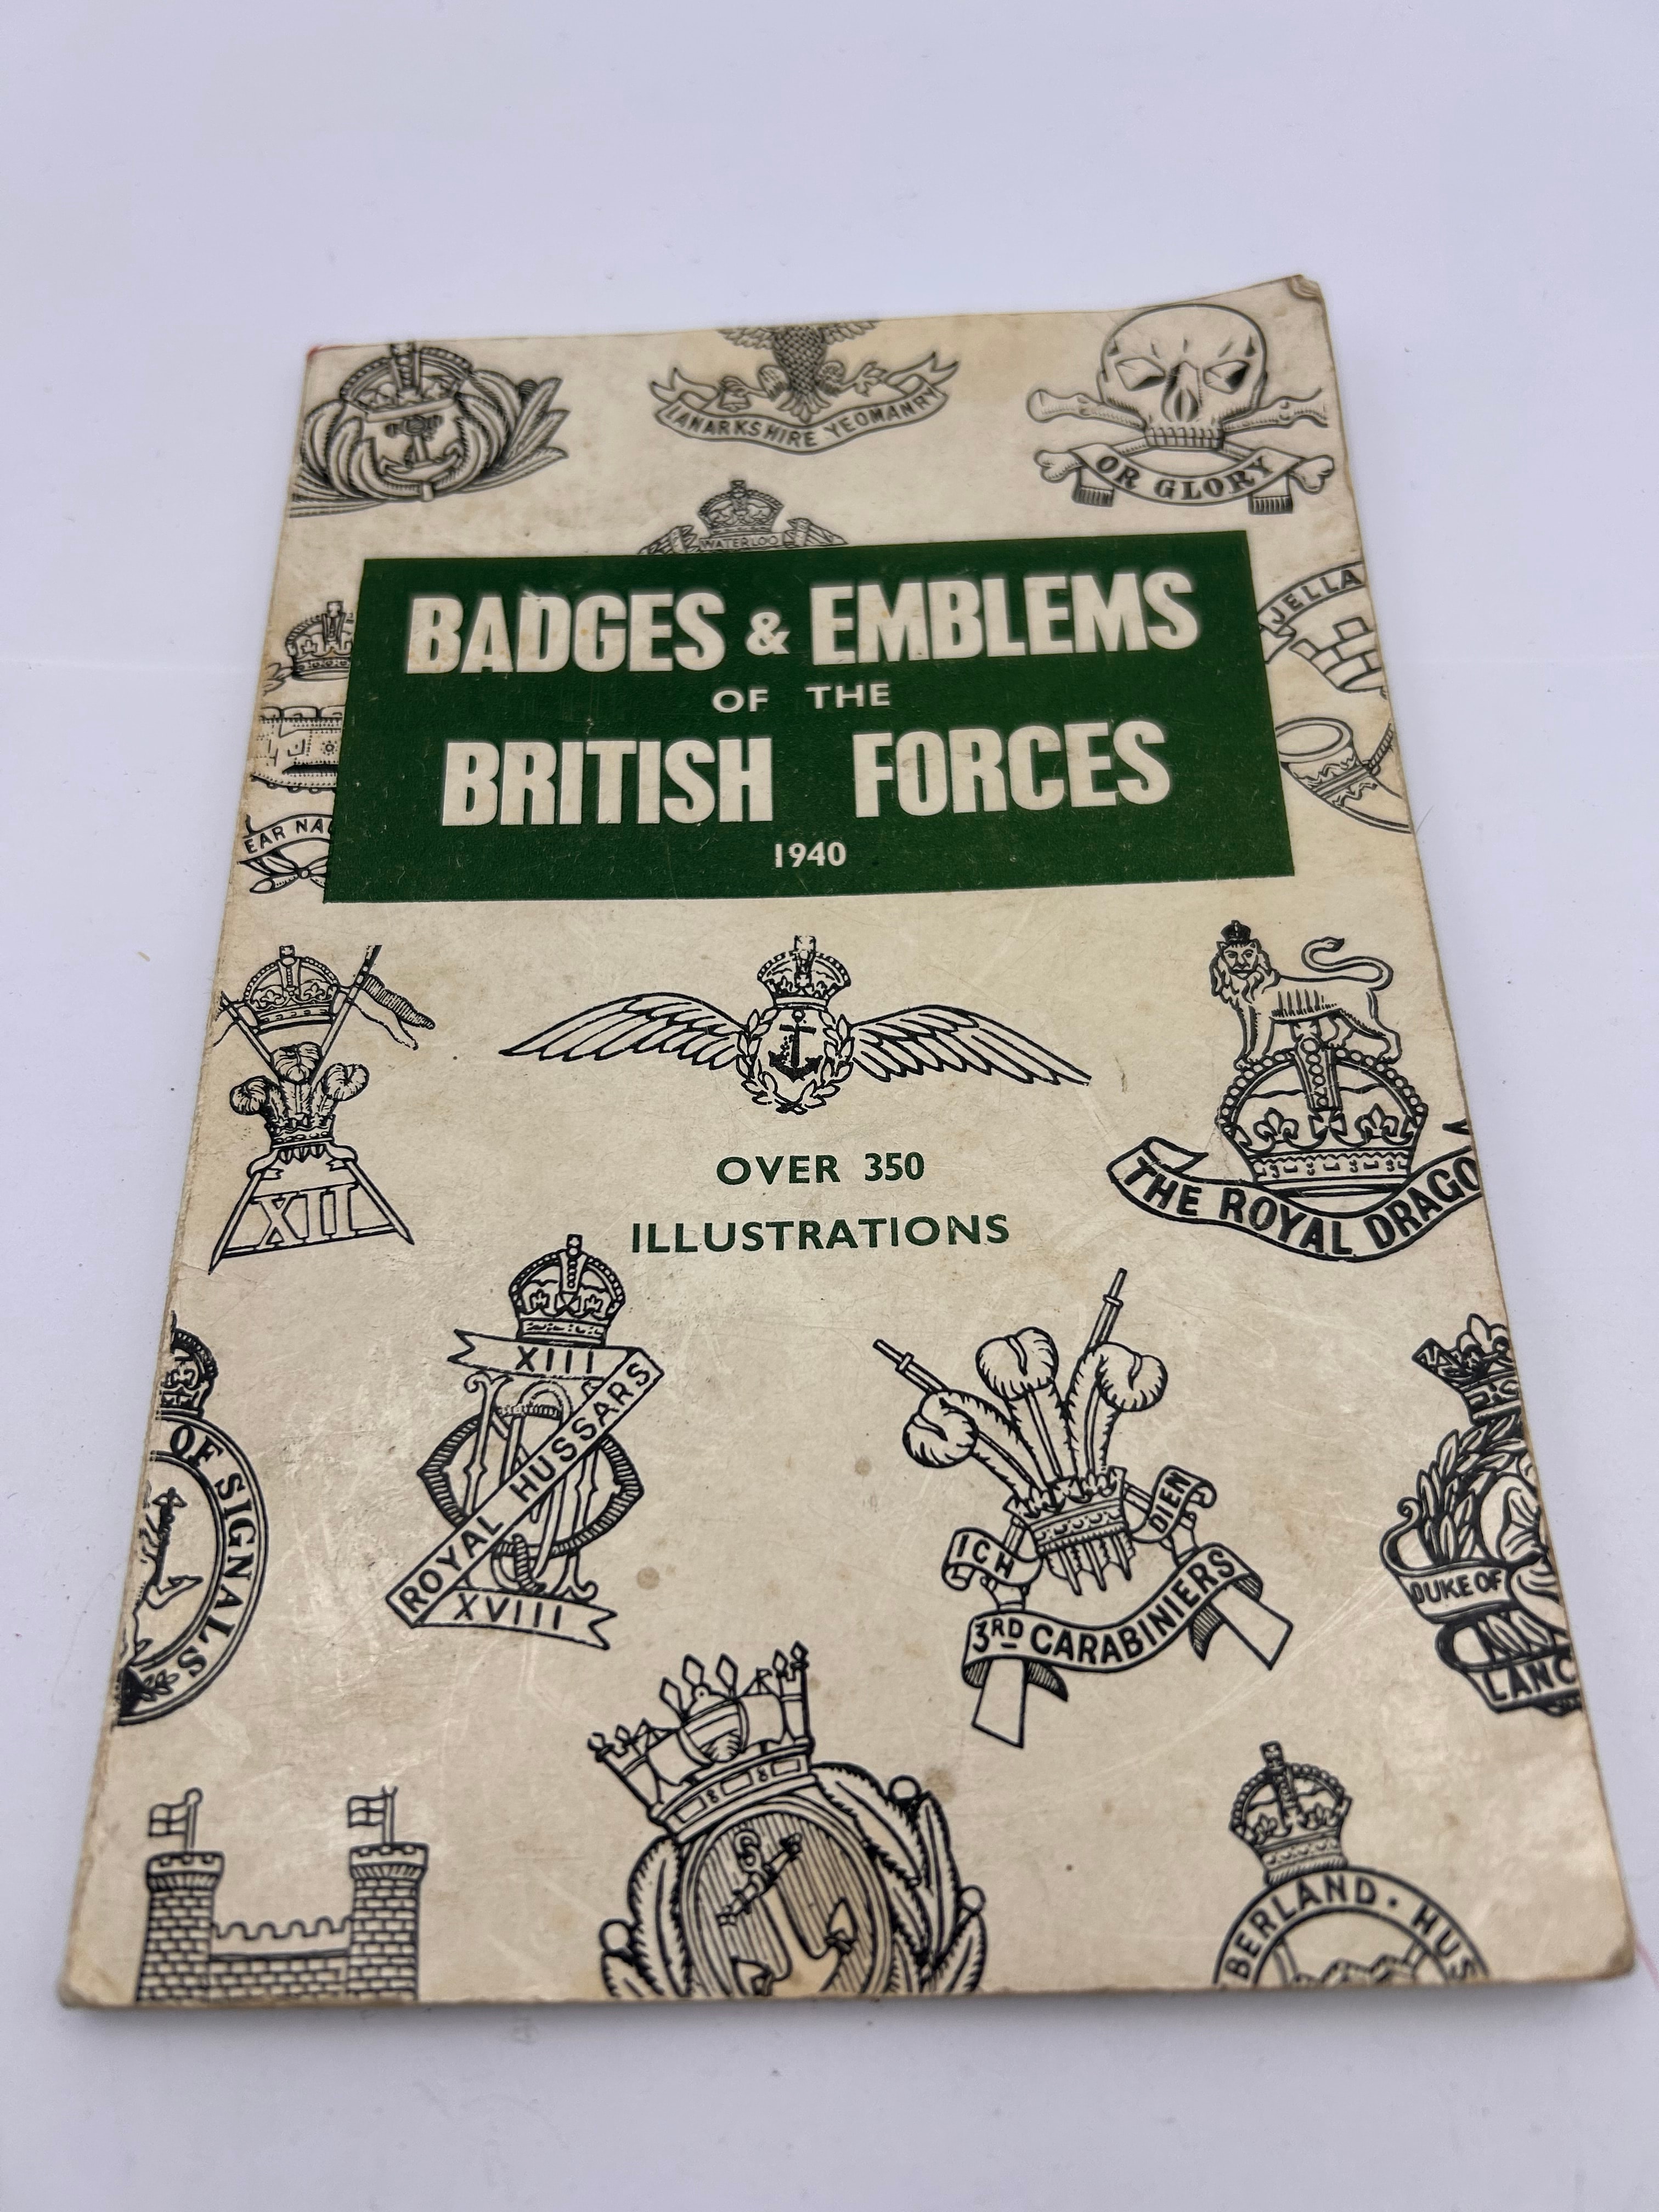 LANARKSHIRE YEOMANRY
OR GLORY
WATERLOO
BADGES & EMBLEMS
OF THE
BRITISH FORCES
1940
XII
OVER 350
ILLUSTRATIONS
THE ROYAL DRAGO
XIII
ROYAL HUSSARS
XVIII
OF SIGNALS
ICH
DIEN
3RD CARABINIERS
DUKE OF
LANC
BERLAND · HUS